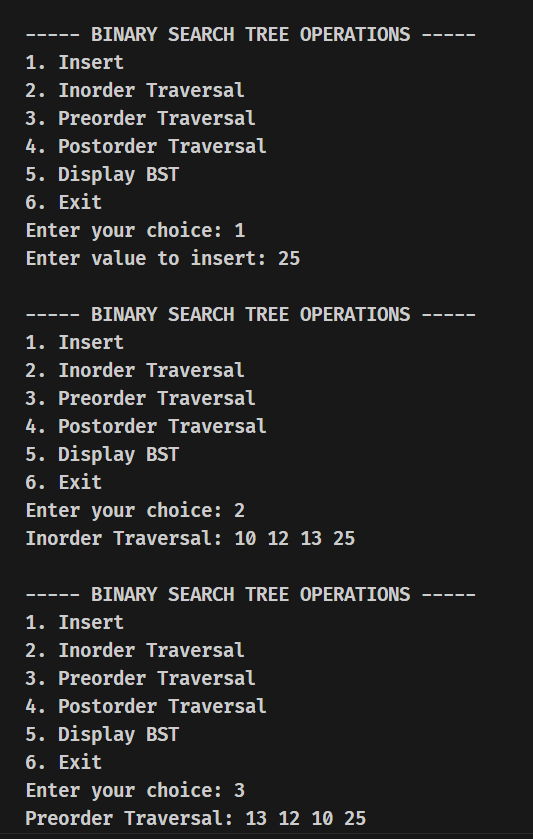 ----- BINARY SEARCH TREE OPERATIONS -----
1. Insert
2. Inorder Traversal
3. Preorder Traversal
4. Postorder Traversal
5. Display BST
6. Exit
Enter your choice: 1
Enter value to insert: 25

----- BINARY SEARCH TREE OPERATIONS -----
1. Insert
2. Inorder Traversal
3. Preorder Traversal
4. Postorder Traversal
5. Display BST
6. Exit
Enter your choice: 2
Inorder Traversal: 10 12 13 25

----- BINARY SEARCH TREE OPERATIONS -----
1. Insert
2. Inorder Traversal
3. Preorder Traversal
4. Postorder Traversal
5. Display BST
6. Exit
Enter your choice: 3
Preorder Traversal: 13 12 10 25